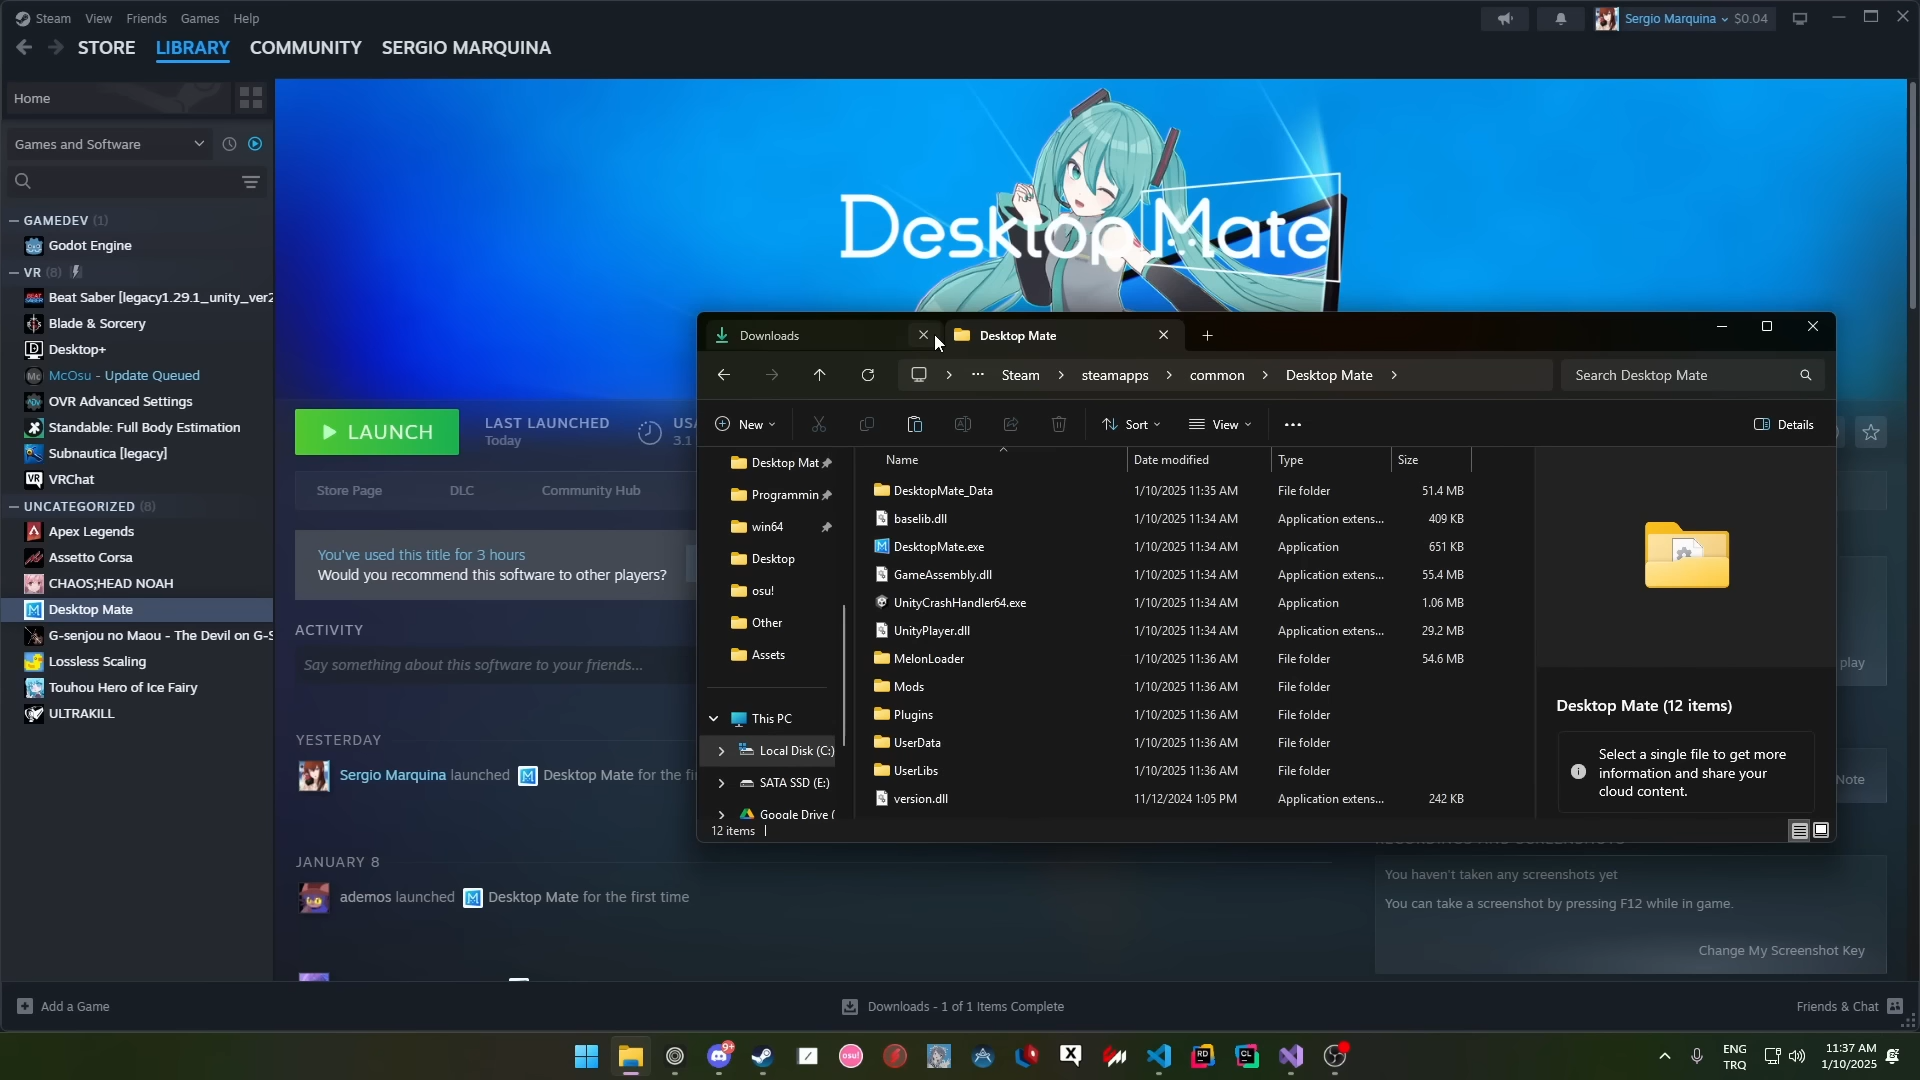 Steam View Friends Games Help
Sergio Marquina $0.04
STORE LIBRARY COMMUNITY SERGIO MARQUINA
Home
Games and Software
GAMEDEV (1)
Godot Engine
VR (8)
Beat Saber [legacy1.29.1_unity_ver2
Blade & Sorcery
Desktop+
McOsu - Update Queued
OVR Advanced Settings
Standable: Full Body Estimation
Subnautica [legacy]
VRChat
UNCATEGORIZED (8)
Apex Legends
Assetto Corsa
CHAOS;HEAD NOAH
Desktop Mate
G-senjou no Maou - The Devil on G-S
Lossless Scaling
Touhou Hero of Ice Fairy
ULTRAKILL
Desktop Mate
LAUNCH
LAST LAUNCHED
Today
USA
3.1
Store Page DLC Community Hub
You've used this title for 3 hours
Would you recommend this software to other players?
ACTIVITY
Say something about this software to your friends...
YESTERDAY
Sergio Marquina launched Desktop Mate for the fi
JANUARY 8
ademos launched Desktop Mate for the first time
Downloads
Desktop Mate
Steam steamapps common Desktop Mate
Search Desktop Mate
New Sort View Details
Desktop Mat
Programmin
win64
Desktop
osu!
Other
Assets
This PC
Local Disk (C:)
SATA SSD (E:)
Google Drive (
Name Date modified Type Size
DesktopMate_Data 1/10/2025 11:35 AM File folder 51.4 MB
baselib.dll 1/10/2025 11:34 AM Application extens... 409 KB
DesktopMate.exe 1/10/2025 11:34 AM Application 651 KB
GameAssembly.dll 1/10/2025 11:34 AM Application extens... 55.4 MB
UnityCrashHandler64.exe 1/10/2025 11:34 AM Application 1.06 MB
UnityPlayer.dll 1/10/2025 11:34 AM Application extens... 29.2 MB
MelonLoader 1/10/2025 11:36 AM File folder 54.6 MB
Mods 1/10/2025 11:36 AM File folder
Plugins 1/10/2025 11:36 AM File folder
UserData 1/10/2025 11:36 AM File folder
UserLibs 1/10/2025 11:36 AM File folder
version.dll 11/12/2024 1:05 PM Application extens... 242 KB
Desktop Mate (12 items)
Select a single file to get more
information and share your
cloud content.
12 items
play
Note
You haven't taken any screenshots yet
You can take a screenshot by pressing F12 while in game.
Change My Screenshot Key
Add a Game
Downloads - 1 of 1 Items Complete
Friends & Chat
9+
osu!
RD
CL
ENG
TRQ
11:37 AM
1/10/2025